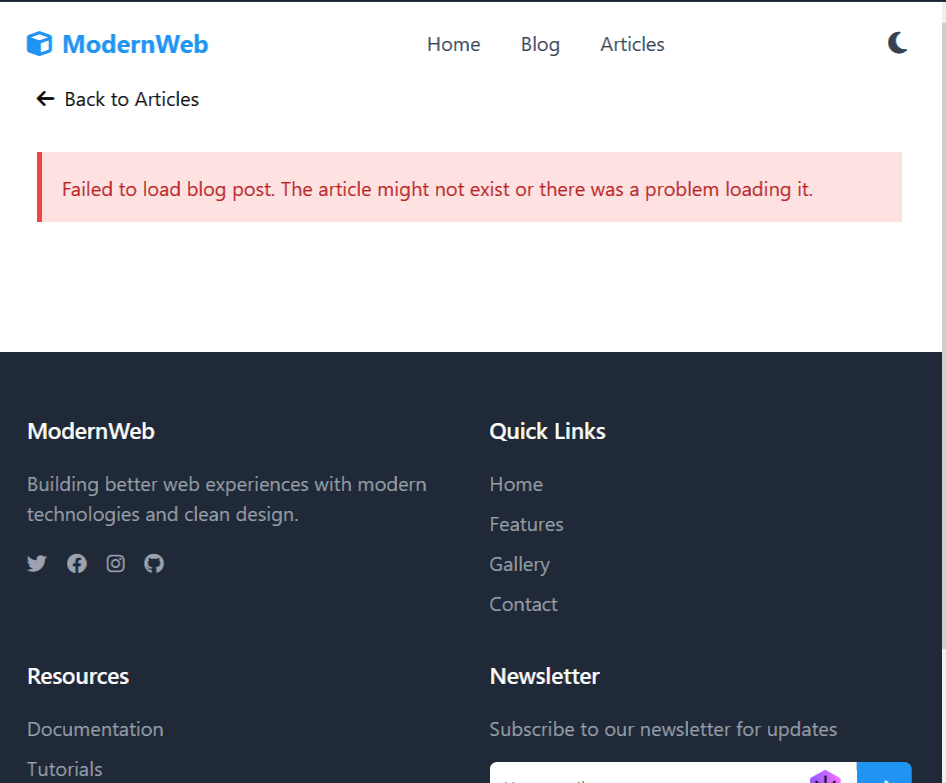 ModernWeb
Home
Blog
Articles
Back to Articles
Failed to load blog post. The article might not exist or there was a problem loading it.
ModernWeb
Building better web experiences with modern
technologies and clean design.
Quick Links
Home
Features
Gallery
Contact
Resources
Documentation
Tutorials
Newsletter
Subscribe to our newsletter for updates